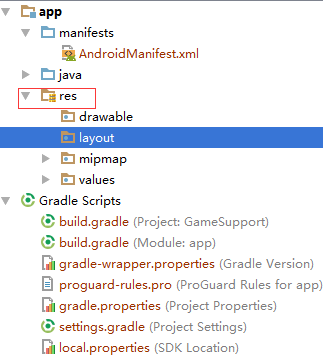 app
manifests
AndroidManifest.xml
java
res
drawable
layout
mipmap
values
Gradle Scripts
build.gradle (Project: GameSupport)
build.gradle (Module: app)
gradle-wrapper.properties (Gradle Version)
proguard-rules.pro (ProGuard Rules for app)
gradle.properties (Project Properties)
settings.gradle (Project Settings)
local.properties (SDK Location)